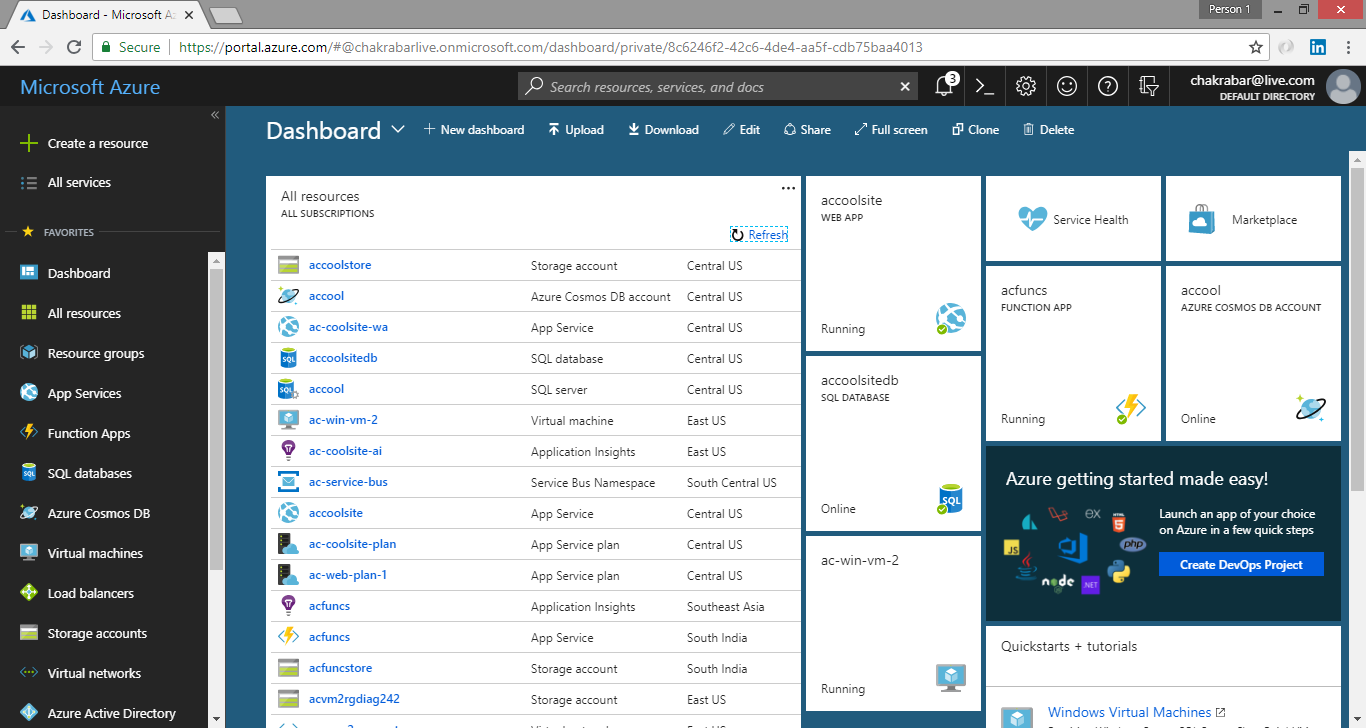 Dashboard - Microsoft A
Person 1
Secure https://portal.azure.com/#@chakrabarlive.onmicrosoft.com/dashboard/private/8c6246f2-42c6-4de4-aa5f-cdb75baa4013
Microsoft Azure
Search resources, services, and docs
3
chakrabar@live.com
DEFAULT DIRECTORY
Create a resource
All services
FAVORITES
Dashboard
All resources
Resource groups
App Services
Function Apps
SQL databases
Azure Cosmos DB
Virtual machines
Load balancers
Storage accounts
Virtual networks
Azure Active Directory
Dashboard New dashboard Upload Download Edit Share Full screen Clone Delete
All resources
ALL SUBSCRIPTIONS
Refresh
accoolstore Storage account Central US
accool Azure Cosmos DB account Central US
ac-coolsite-wa App Service Central US
accoolsitedb SQL database Central US
accool SQL server Central US
ac-win-vm-2 Virtual machine East US
ac-coolsite-ai Application Insights East US
ac-service-bus Service Bus Namespace South Central US
accoolsite App Service Central US
ac-coolsite-plan App Service plan Central US
ac-web-plan-1 App Service plan Central US
acfuncs Application Insights Southeast Asia
acfuncs App Service South India
acfuncstore Storage account South India
acvm2rgdiag242 Storage account East US
accoolsite
WEB APP
Running
accoolsitedb
SQL DATABASE
Online
SQL
ac-win-vm-2
Running
Service Health
Marketplace
acfuncs
FUNCTION APP
Running
accool
AZURE COSMOS DB ACCOUNT
Online
Azure getting started made easy!
Launch an app of your choice
on Azure in a few quick steps
Create DevOps Project
EX
HTML
5
JS
php
node
.NET
Quickstarts + tutorials
Windows Virtual Machines